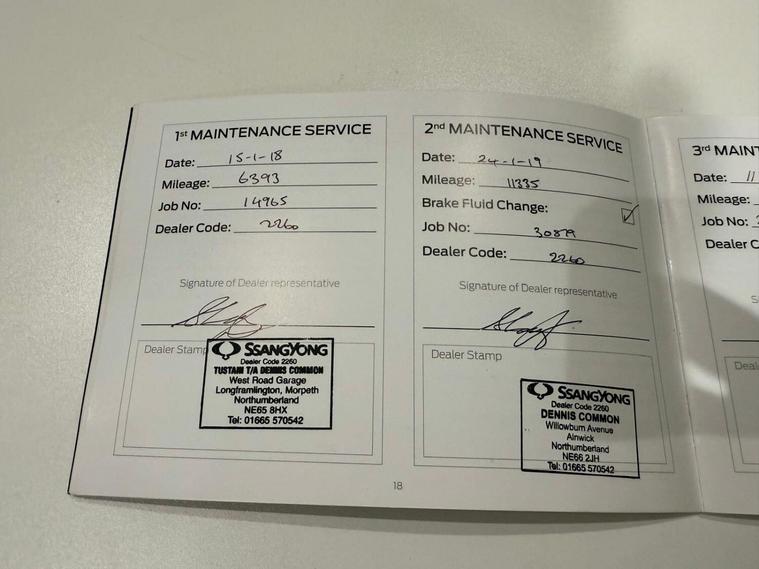 1st MAINTENANCE SERVICE
Date: 15-1-18
Mileage: 6393
Job No: 14965
Dealer Code: 2260
Signature of Dealer representative
Dealer Stamp
SSANGYONG
Dealer Code 2260
TUSTAIN T/A DENNIS COMMON
West Road Garage
Longframlington, Morpeth
Northumberland
NE65 8HX
Tel: 01665 570542
2nd MAINTENANCE SERVICE
Date: 24-1-19
Mileage: 11335
Brake Fluid Change: ☑
Job No: 30879
Dealer Code: 2260
Signature of Dealer representative
Dealer Stamp
SSANGYONG
Dealer Code 2260
DENNIS COMMON
Willowburn Avenue
Alnwick
Northumberland
NE66 2JH
Tel: 01665 570542
18
3rd MAINT
Date: 11
Mileage:
Job No:
Dealer C
S
Deal